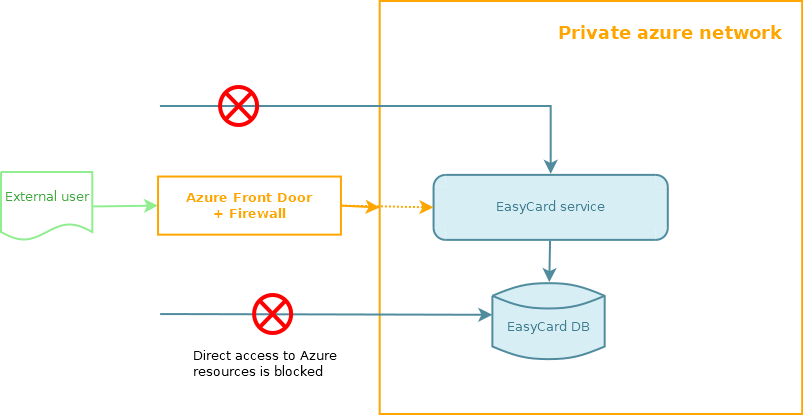 Private azure network
External user
Azure Front Door
+ Firewall
EasyCard service
EasyCard DB
Direct access to Azure
resources is blocked